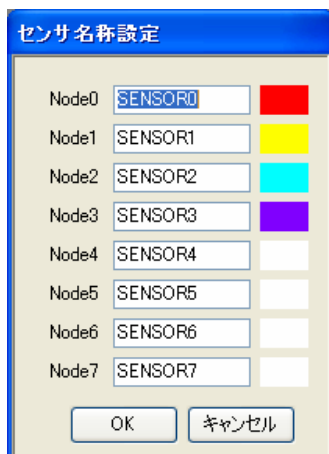 センサ名称設定
Node0 SENSOR0
Node1 SENSOR1
Node2 SENSOR2
Node3 SENSOR3
Node4 SENSOR4
Node5 SENSOR5
Node6 SENSOR6
Node7 SENSOR7
OK キャンセル